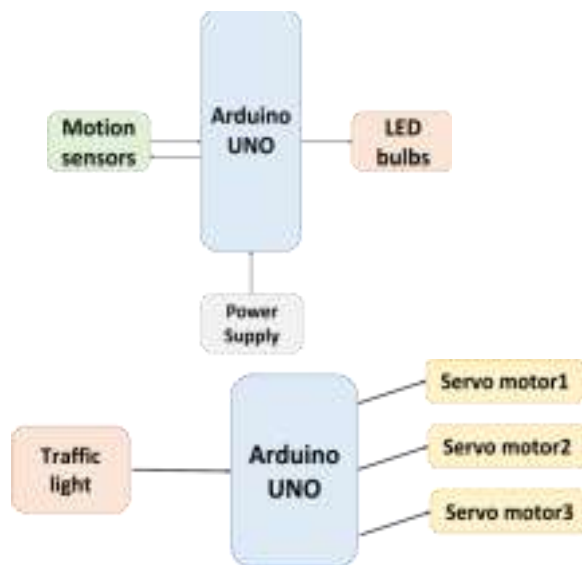 Motion
sensors
Arduino
UNO
LED
bulbs
Power
Supply
Traffic
light
Arduino
UNO
Servo motor1
Servo motor2
Servo motor3